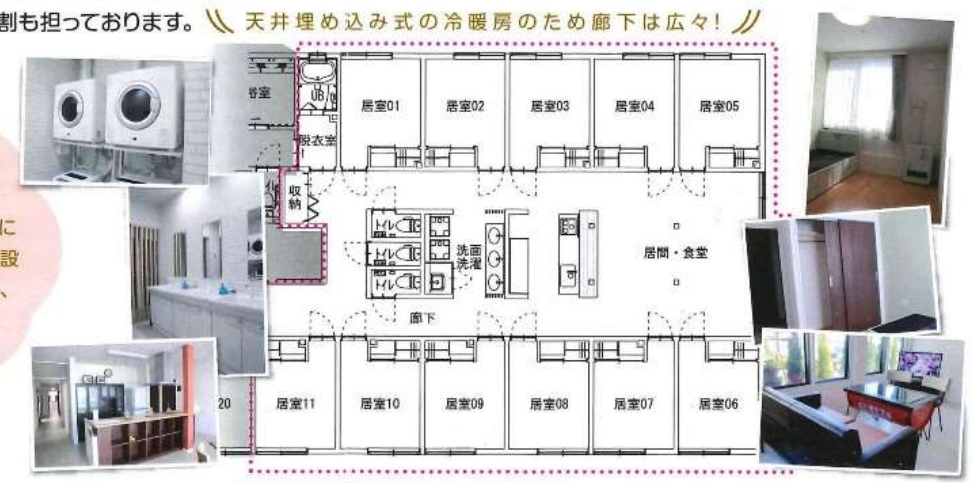 割も担っております。
天井埋め込み式の冷暖房のため廊下は広々!
浴室
UB
脱衣室
居室01
居室02
居室03
居室04
居室05
収納
に
設
、
トイレ
トイレ
トイレ
洗面
洗濯
居間・食堂
廊下
20
居室11
居室10
居室09
居室08
居室07
居室06